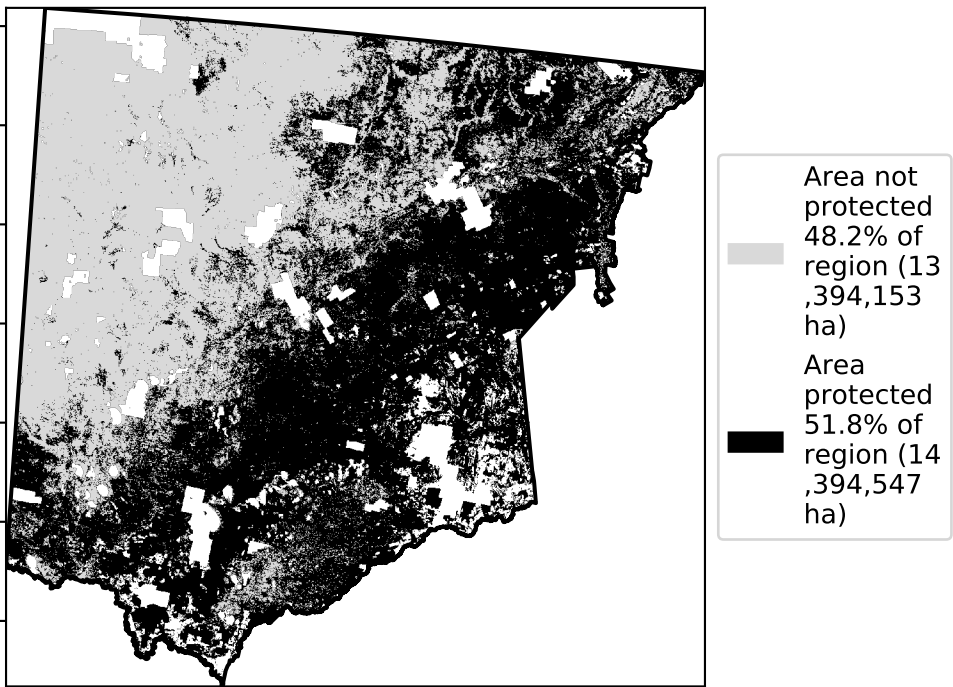 Area not
protected
48.2% of
region (13
,394,153
ha)
Area
protected
51.8% of
region (14
,394,547
ha)